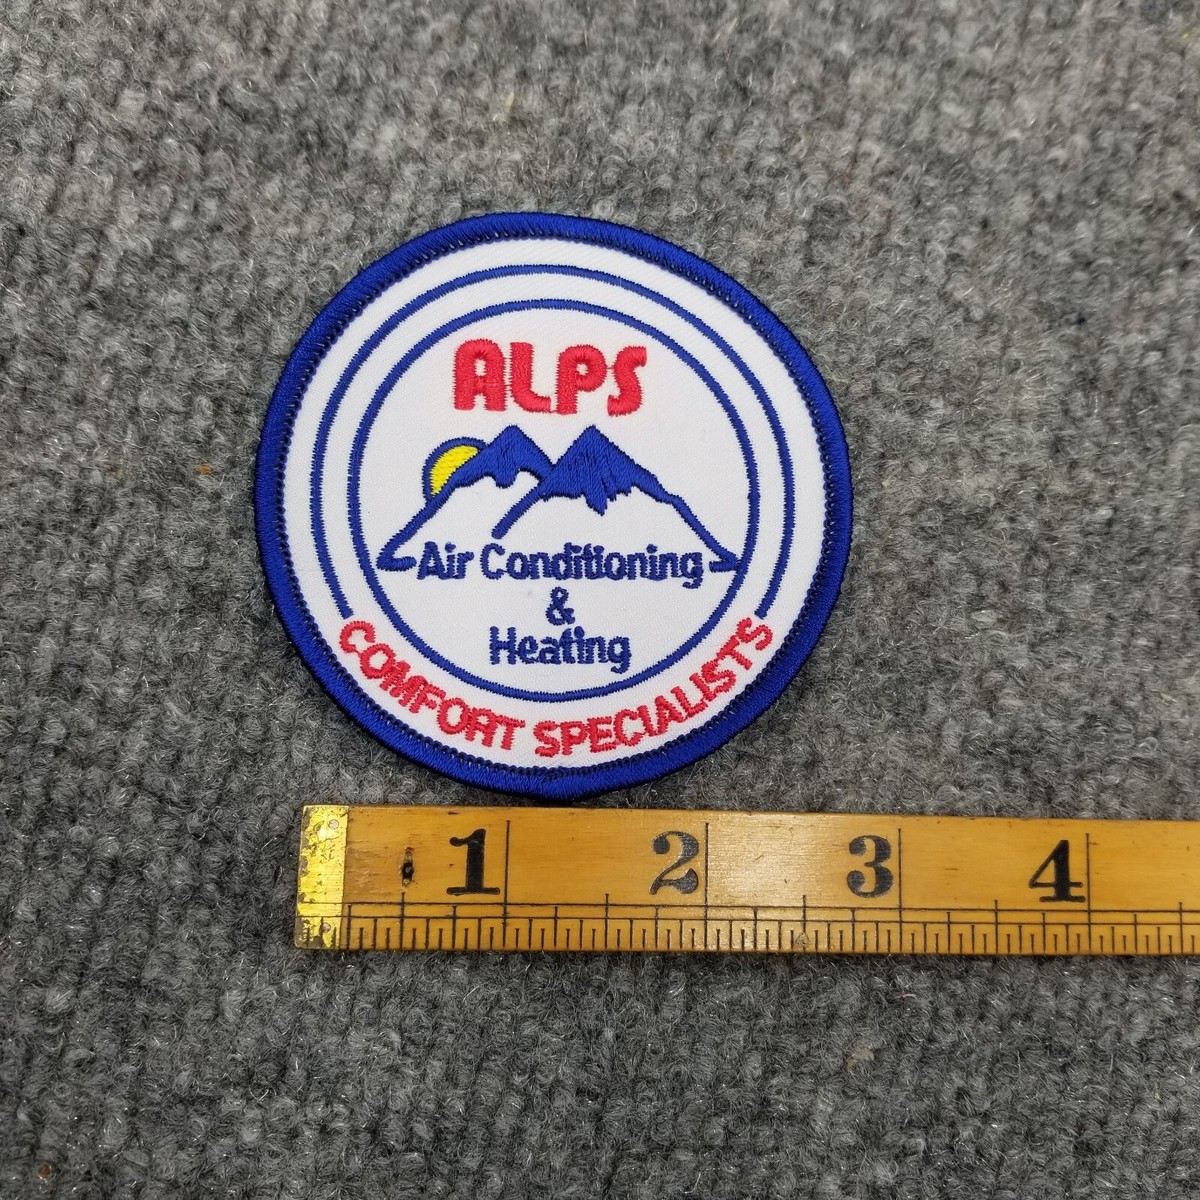 ALPS
Air Conditioning
&
Heating
COMFORT SPECIALISTS
1 2 3 4